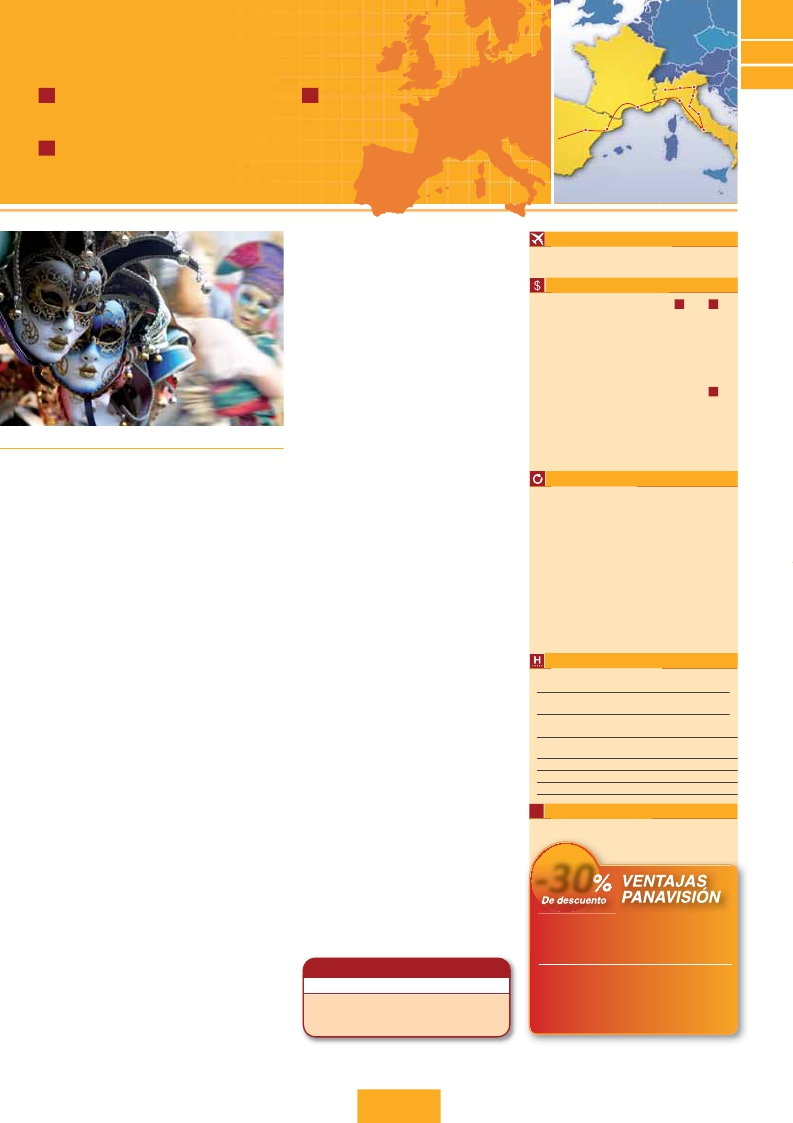 -30%
De descuento
VENTAJAS
PANAVISIÓN